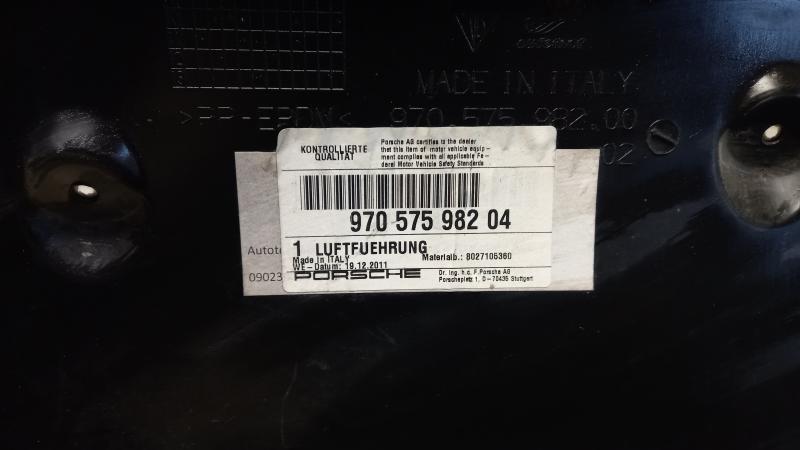 MADE IN ITALY
>PP-EPDM< 970.575.982.00
02
KONTROLLIERTE
QUALITAT
Porsche AG certifies to the dealer
that this item of motor vehicle equip-
ment complies with all applicable Fe-
deral Motor Vehicle Safety Standards
970 575 982 04
1 LUFTFUEHRUNG
Made in ITALY
Materialb.: 8027105360
WE-Datum: 19.12.2011
PORSCHE
Dr. Ing. h.c. F.Porsche AG
Porscheplatz 1, D-70435 Stuttgart
09023